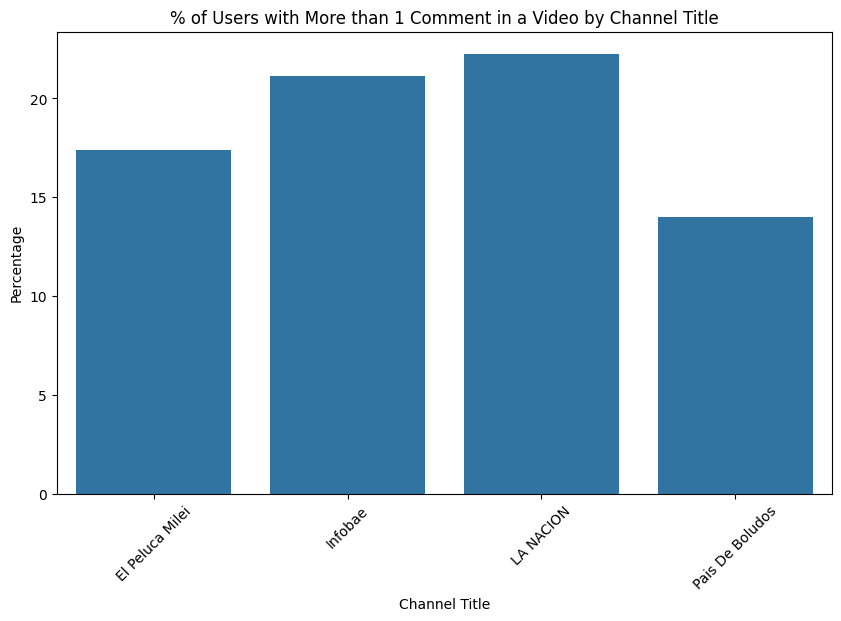 % of Users with More than 1 Comment in a Video by Channel Title
Percentage
20
15
10
5
0
El Peluca Milei
Infobae
LA NACION
Pais De Boludos
Channel Title